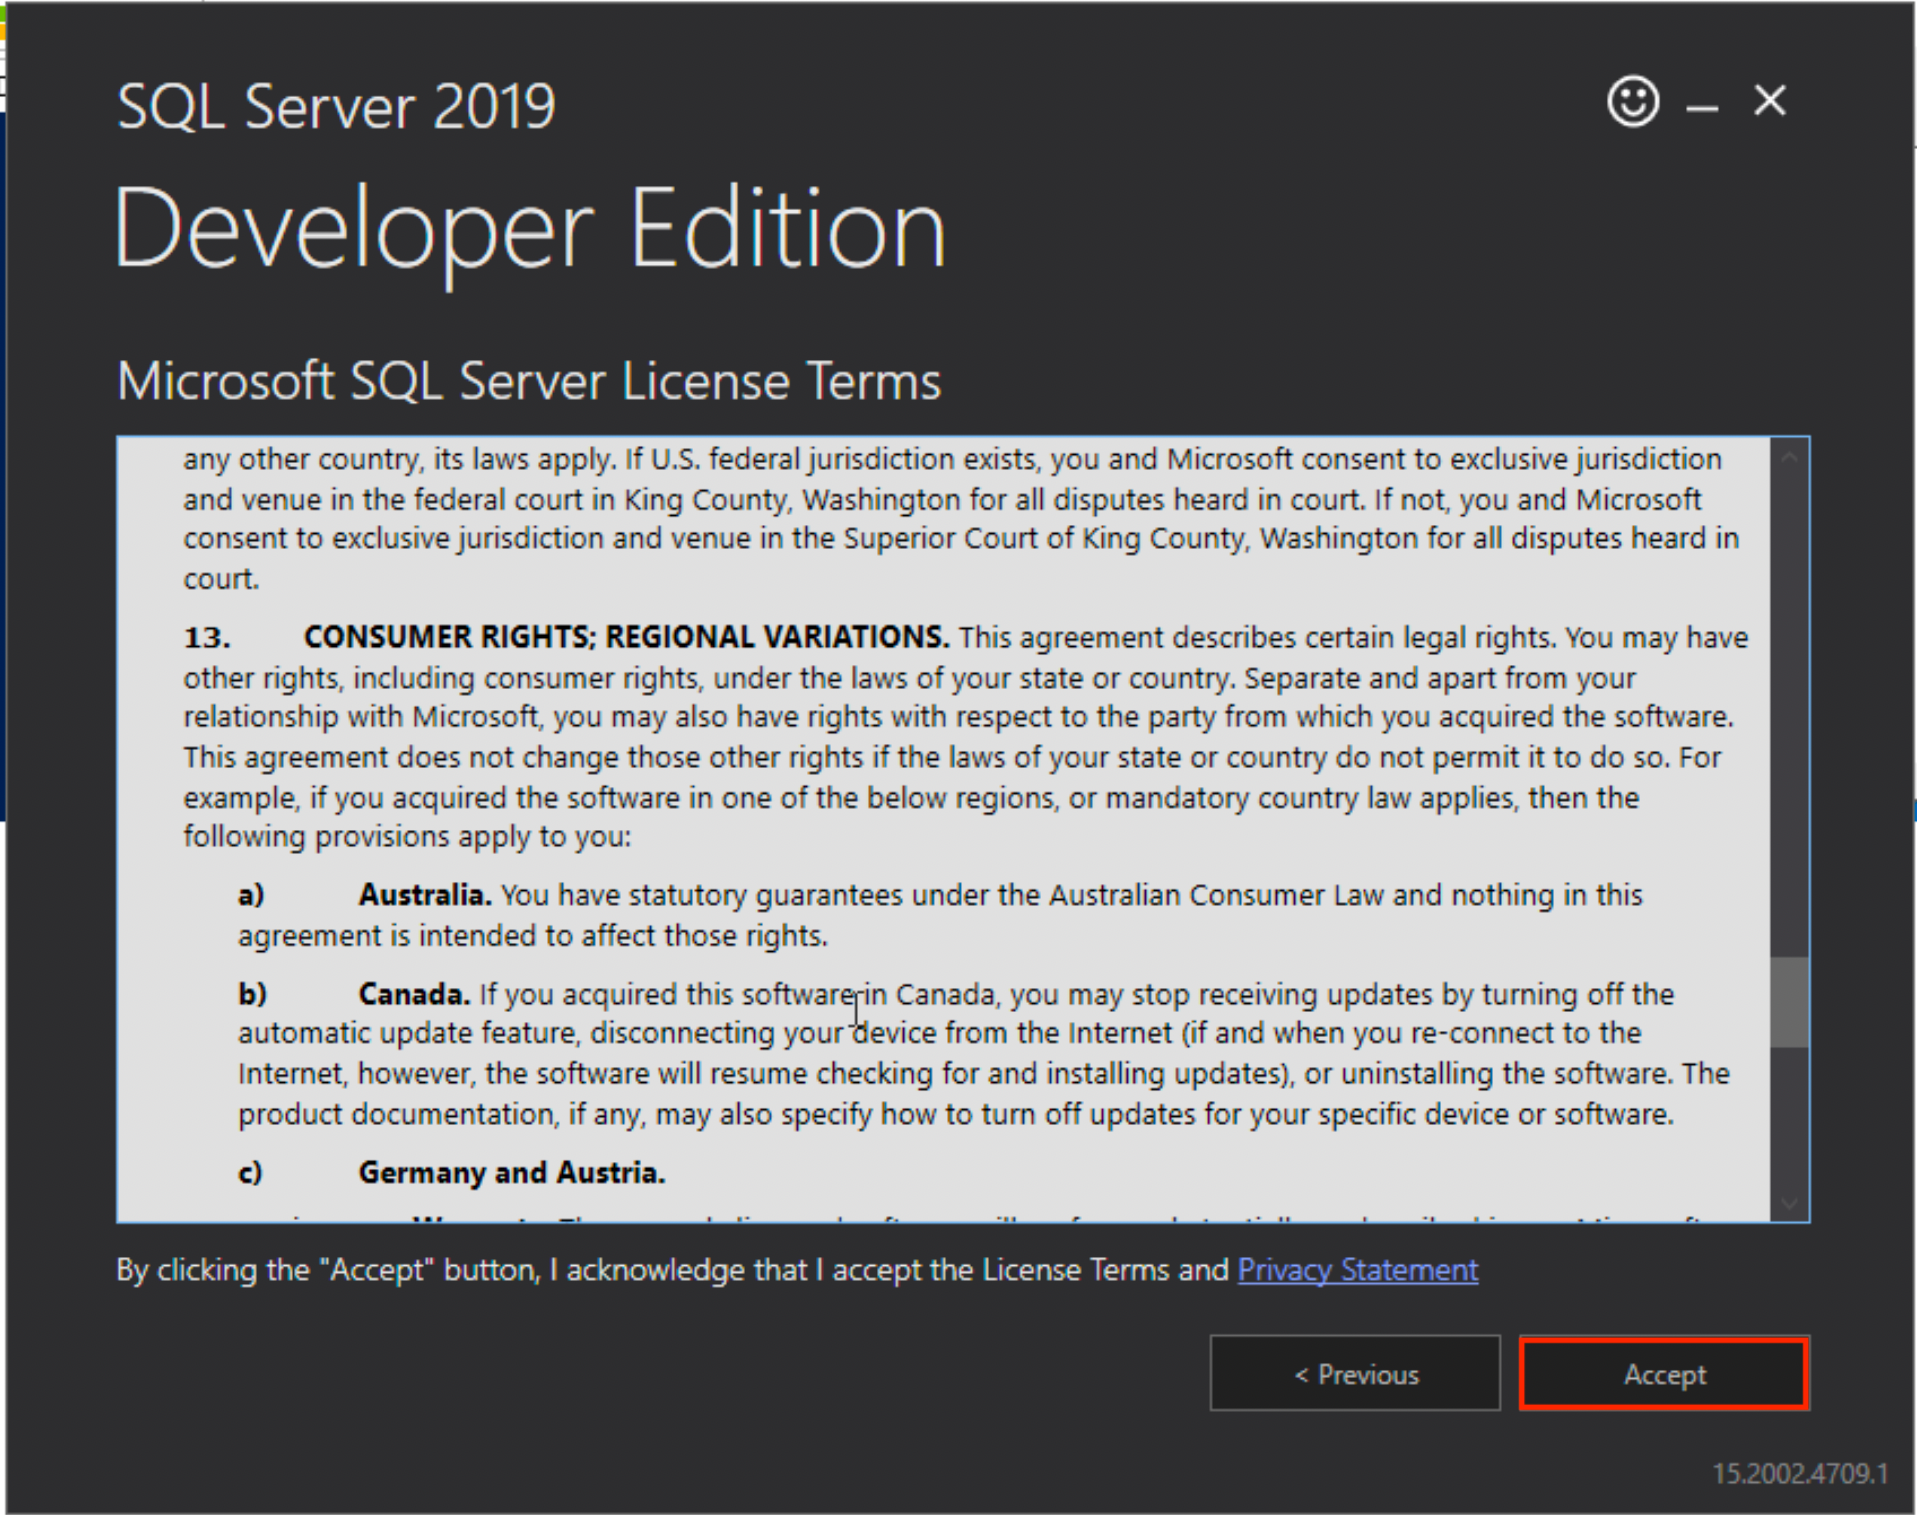 SQL Server 2019
Developer Edition
Microsoft SQL Server License Terms
any other country, its laws apply. If U.S. federal jurisdiction exists, you and Microsoft consent to exclusive jurisdiction
and venue in the federal court in King County, Washington for all disputes heard in court. If not, you and Microsoft
consent to exclusive jurisdiction and venue in the Superior Court of King County, Washington for all disputes heard in
court.
13. CONSUMER RIGHTS; REGIONAL VARIATIONS. This agreement describes certain legal rights. You may have
other rights, including consumer rights, under the laws of your state or country. Separate and apart from your
relationship with Microsoft, you may also have rights with respect to the party from which you acquired the software.
This agreement does not change those other rights if the laws of your state or country do not permit it to do so. For
example, if you acquired the software in one of the below regions, or mandatory country law applies, then the
following provisions apply to you:
a) Australia. You have statutory guarantees under the Australian Consumer Law and nothing in this
agreement is intended to affect those rights.
b) Canada. If you acquired this software in Canada, you may stop receiving updates by turning off the
automatic update feature, disconnecting your device from the Internet (if and when you re-connect to the
Internet, however, the software will resume checking for and installing updates), or uninstalling the software. The
product documentation, if any, may also specify how to turn off updates for your specific device or software.
c) Germany and Austria.
By clicking the "Accept" button, I acknowledge that I accept the License Terms and Privacy Statement
< Previous
Accept
15.2002.4709.1